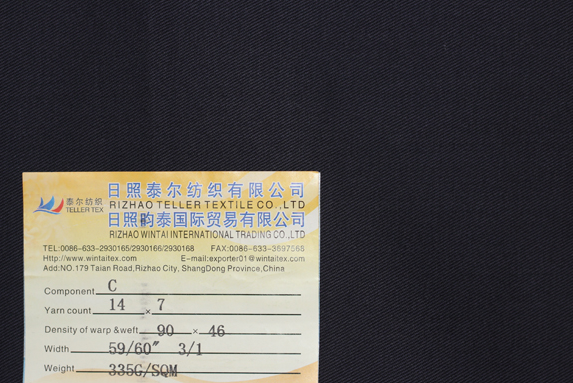 日照泰尔纺织有限公司
泰尔纺织
TELLER TEX
RIZHAO TELLER TEXTILE CO.,LTD
日照韵泰国际贸易有限公司
RIZHAO WINTAI INTERNATIONAL TRADING CO.,LTD
TEL:0086-633-2930165/2930166/2930168 FAX:0086-633-3697568
Http://www.wintaitex.com E-mail:exporter01@wintaitex.com
Add:NO.179 Taian Road,Rizhao City, ShangDong Province,China
Component C
Yarn count 14 × 7
Density of warp &weft 90 × 46
Width 59/60" 3/1
Weight 335G/SQM